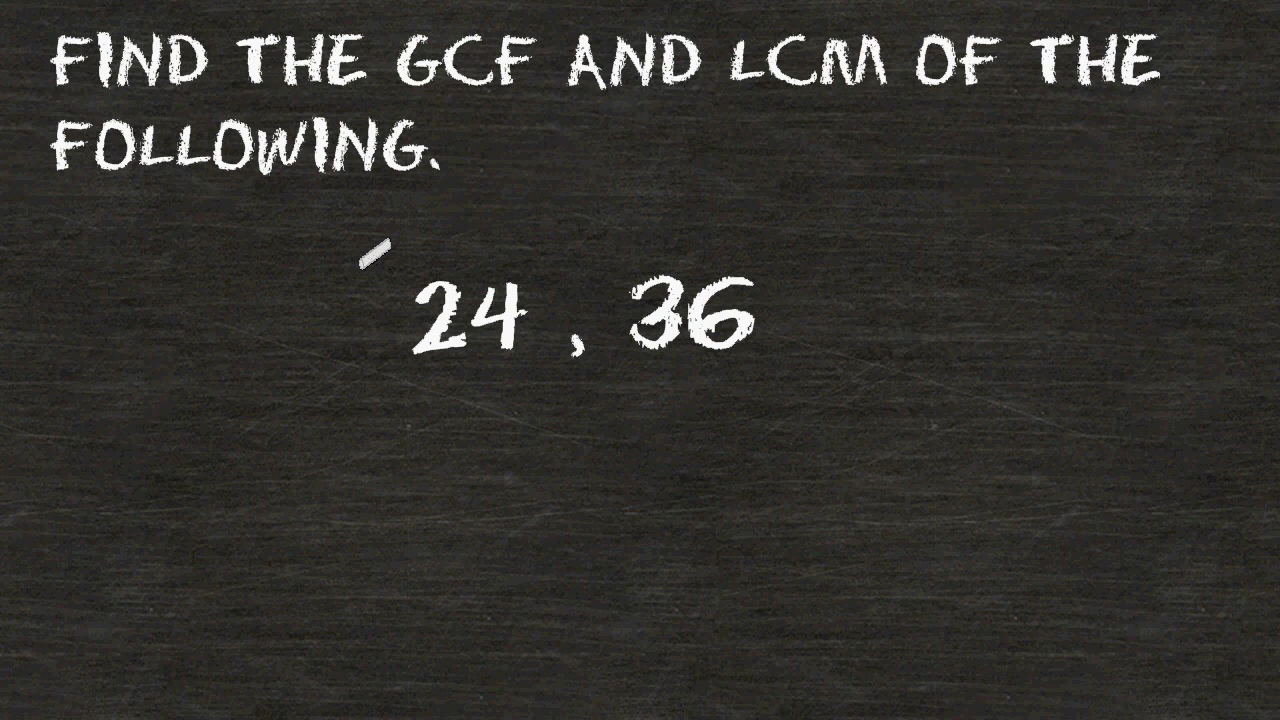 FIND THE GCF AND LCM OF THE
FOLLOWING.
24 , 36